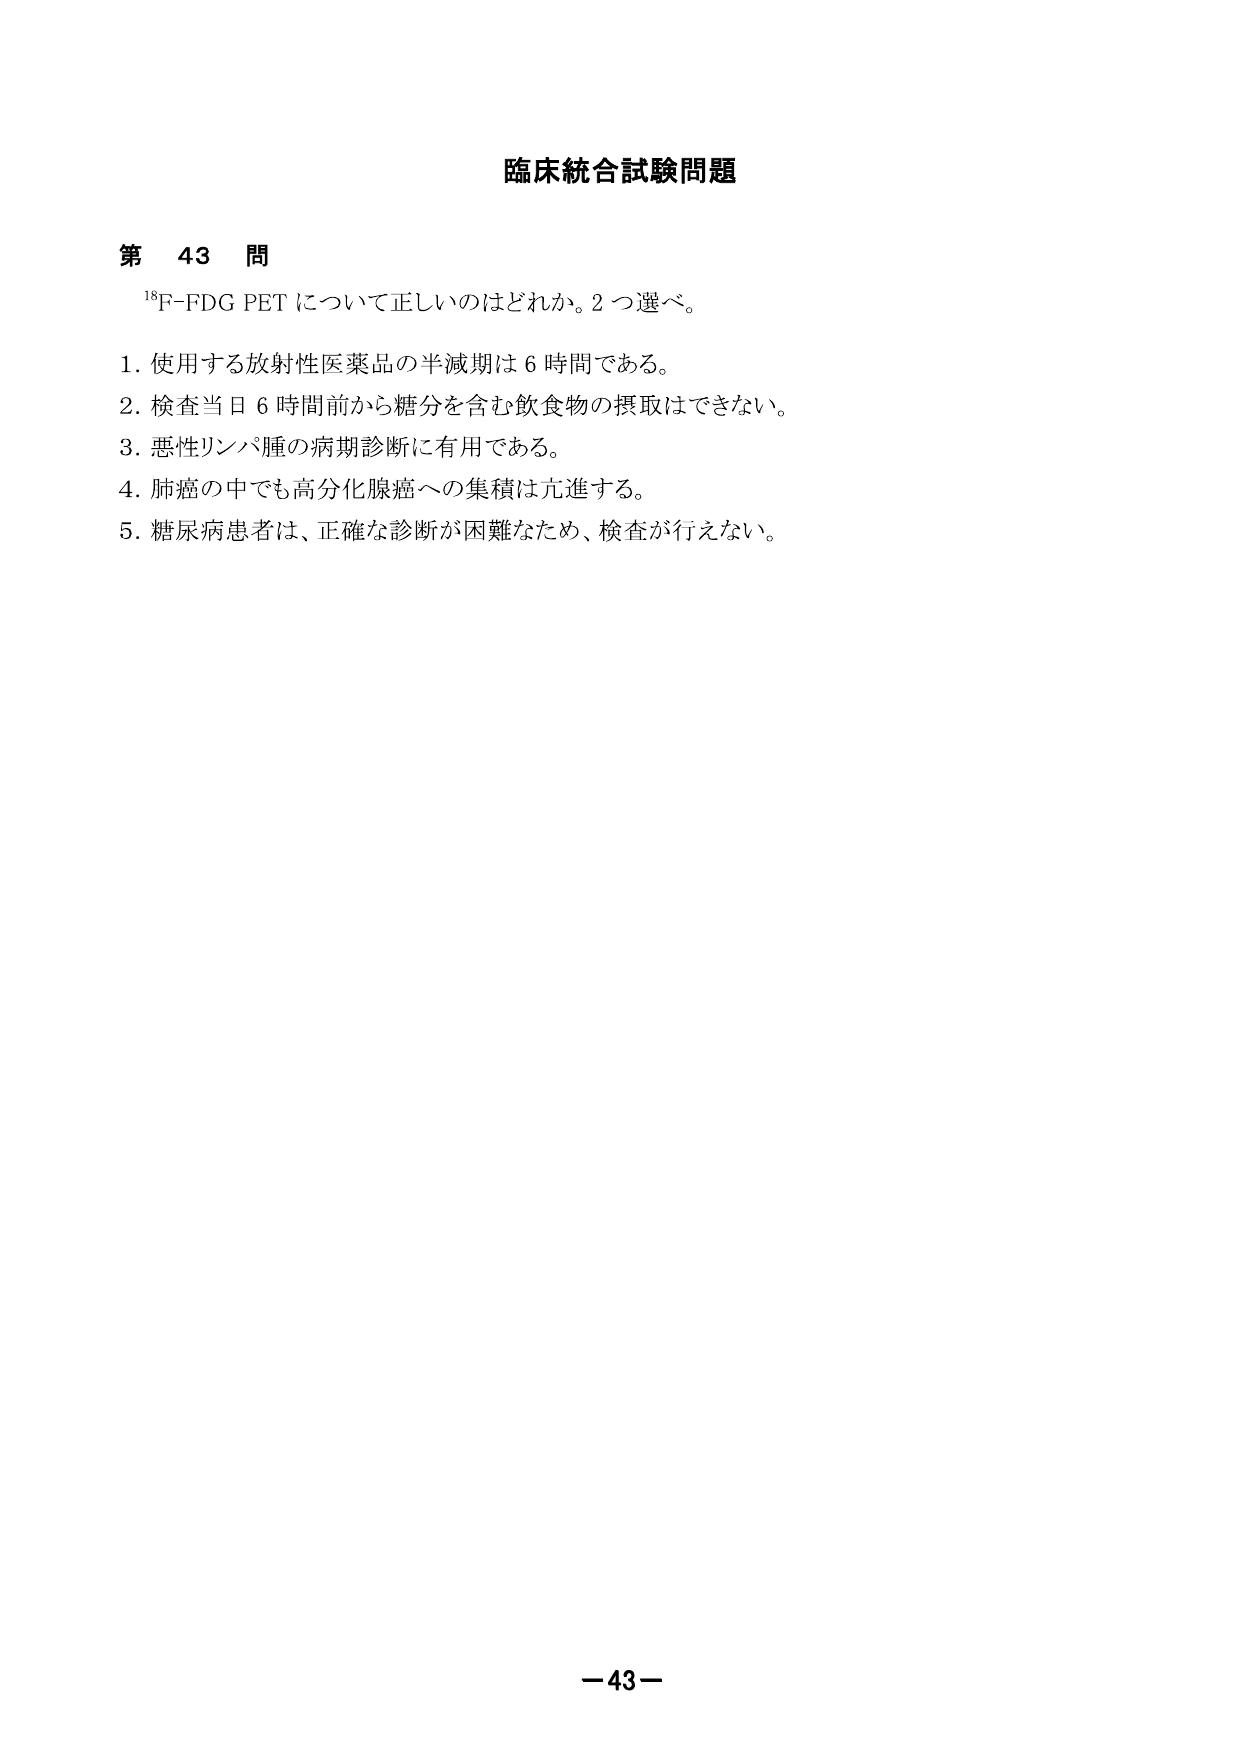 臨床統合試験問題
第 43 問
¹⁸F-FDG PET について正しいのはどれか。2 つ選べ。
1. 使用する放射性医薬品の半減期は 6 時間である。
2. 検査当日 6 時間前から糖分を含む飲食物の摂取はできない。
3. 悪性リンパ腫の病期診断に有用である。
4. 肺癌の中でも高分化腺癌への集積は亢進する。
5. 糖尿病患者は、正確な診断が困難なため、検査が行えない。
－43－